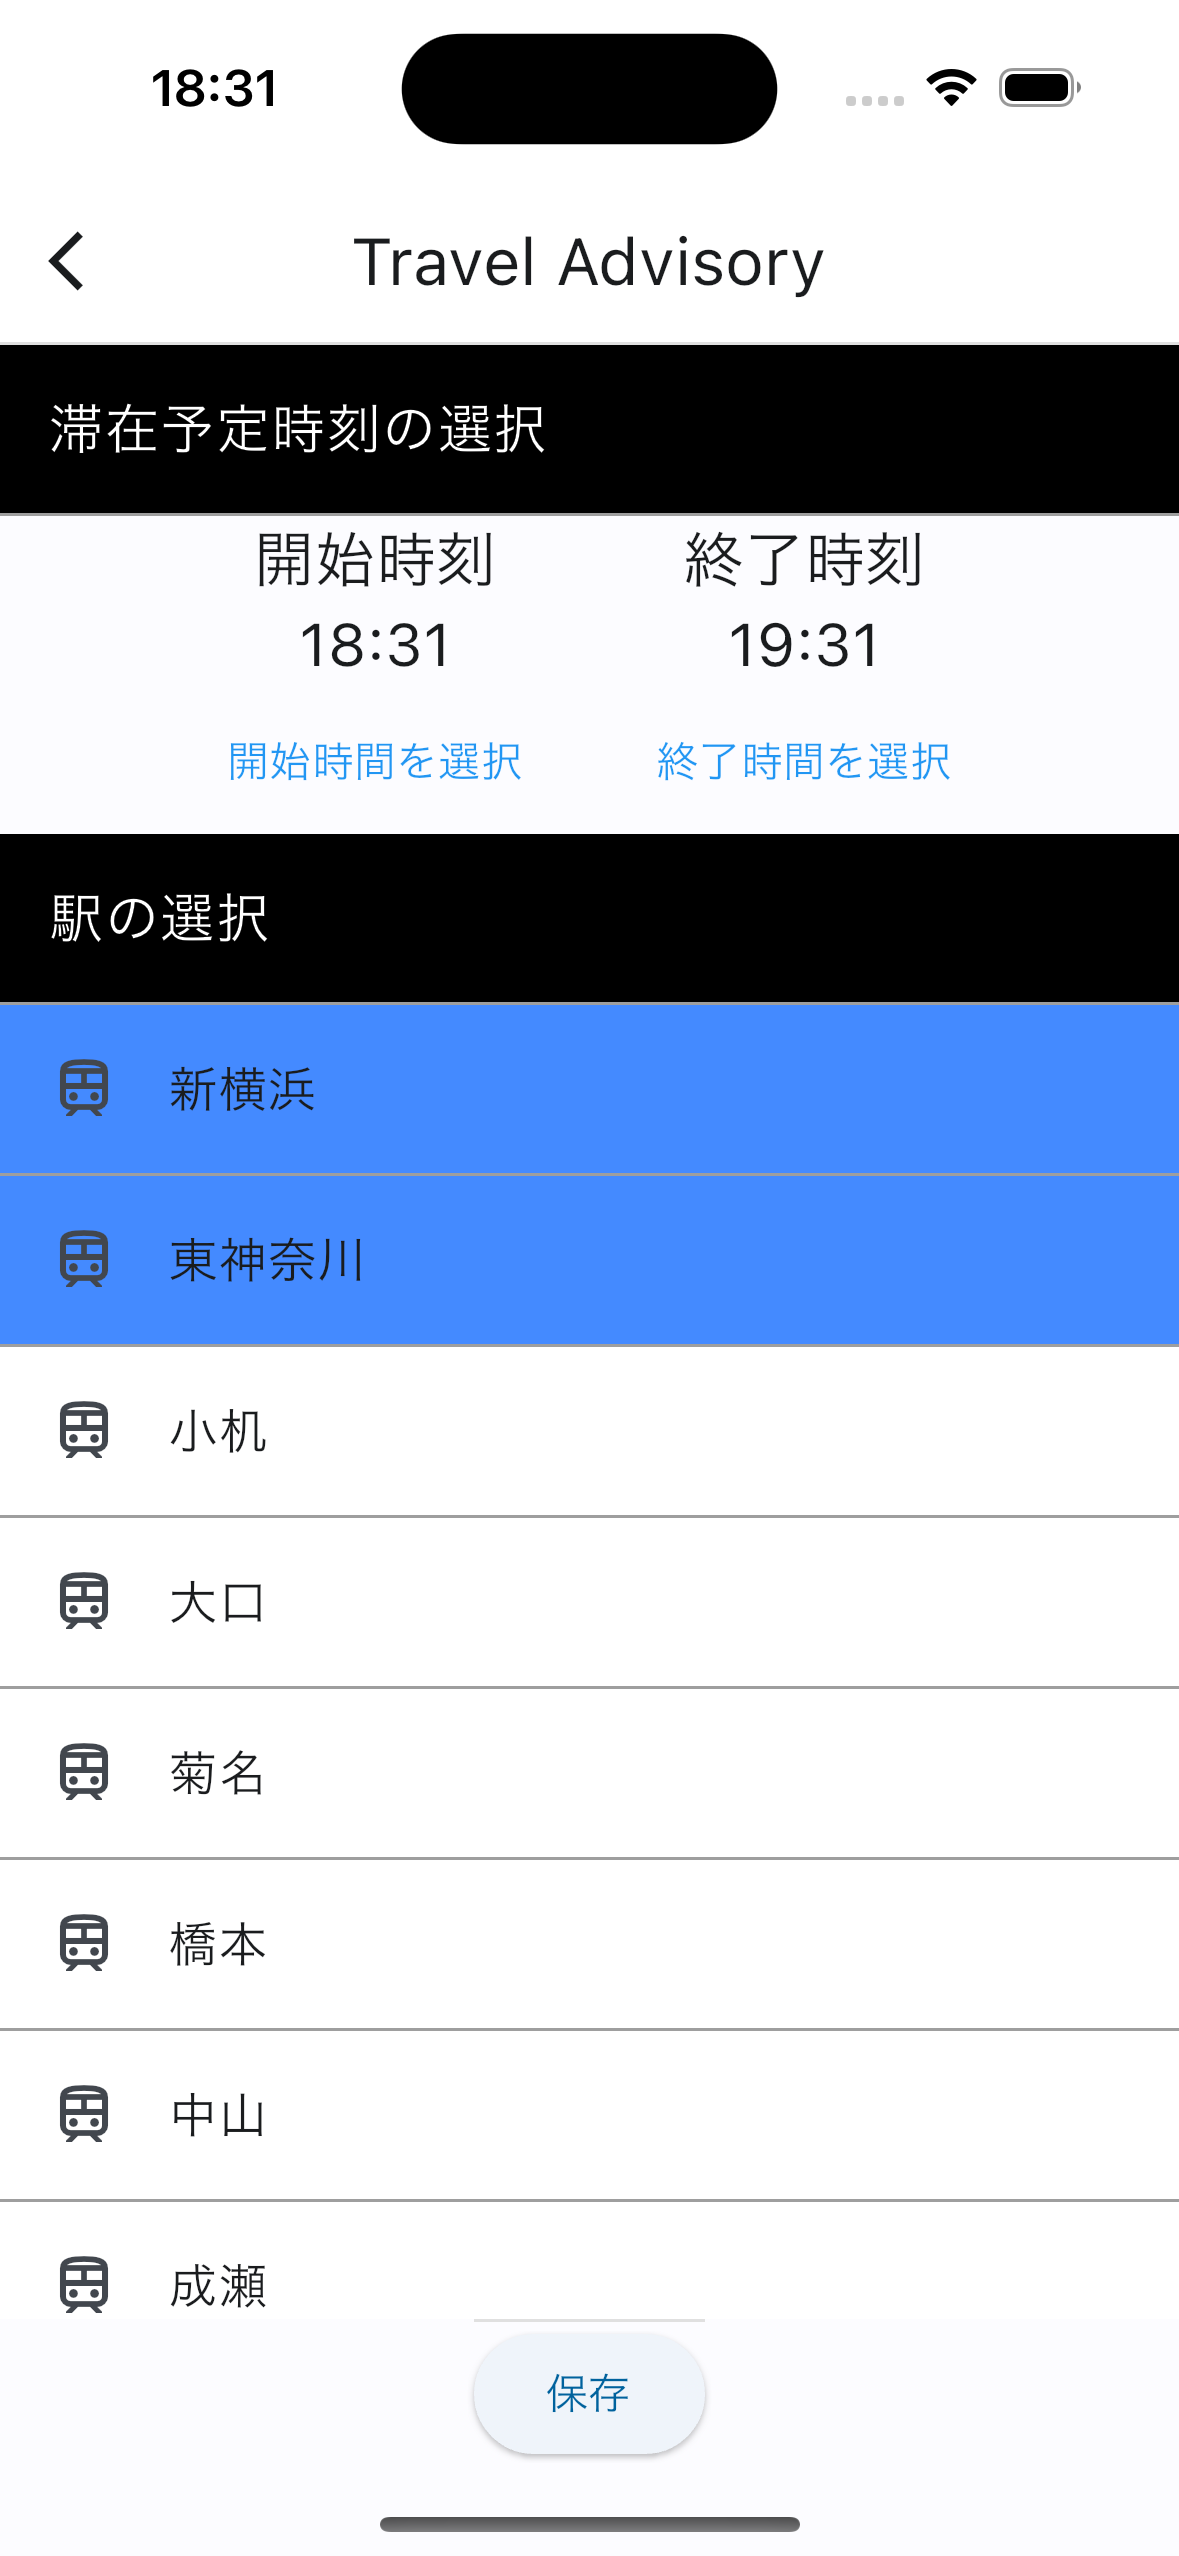 18:31
Travel Advisory
滞在予定時刻の選択
開始時刻 終了時刻
18:31 19:31
開始時間を選択 終了時間を選択
駅の選択
新横浜
東神奈川
小机
大口
菊名
橋本
中山
成瀬
保存